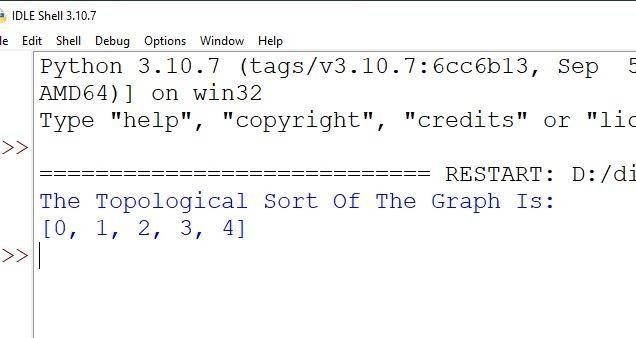 IDLE Shell 3.10.7
le Edit Shell Debug Options Window Help
Python 3.10.7 (tags/v3.10.7:6cc6b13, Sep 5
AMD64)] on win32
Type "help", "copyright", "credits" or "lic
>>
============================ RESTART: D:/di
The Topological Sort Of The Graph Is:
[0, 1, 2, 3, 4]
>>